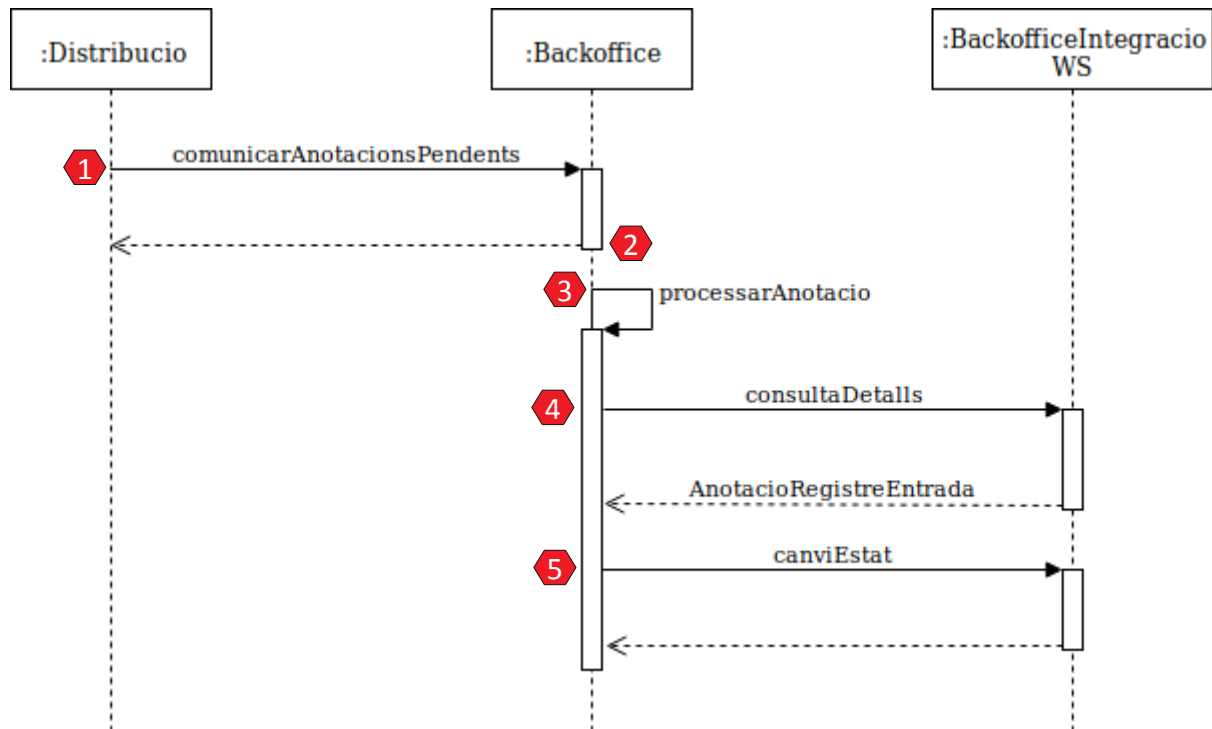 :Distribucio
:Backoffice
:BackofficeIntegracio
WS
1
comunicarAnotacionsPendents
2
3
processarAnotacio
4
consultaDetalls
AnotacioRegistreEntrada
5
canviEstat